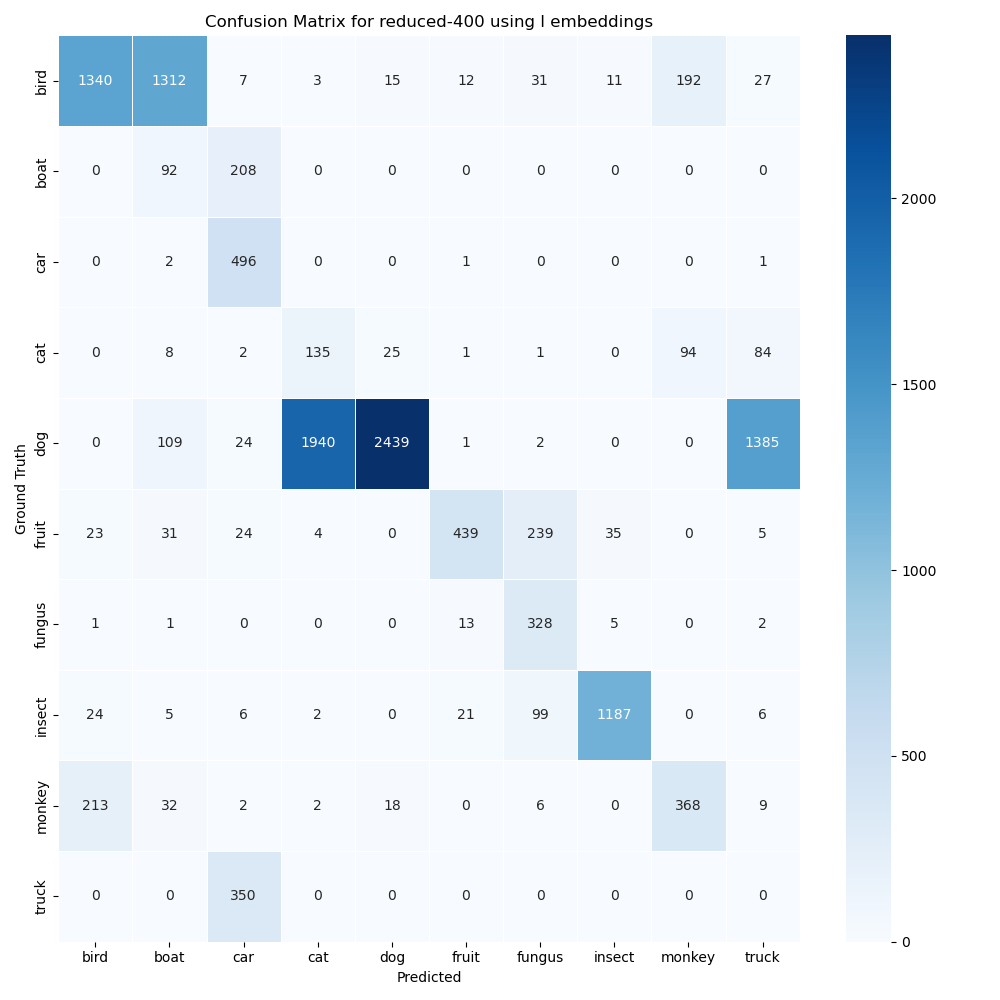 Confusion Matrix for reduced-400 using l embeddings
bird 1340 1312 7 3 15 12 31 11 192 27
boat 0 92 208 0 0 0 0 0 0 0
car 0 2 496 0 0 1 0 0 0 1
cat 0 8 2 135 25 1 1 0 94 84
dog 0 109 24 1940 2439 1 2 0 0 1385
fruit 23 31 24 4 0 439 239 35 0 5
fungus 1 1 0 0 0 13 328 5 0 2
insect 24 5 6 2 0 21 99 1187 0 6
monkey 213 32 2 2 18 0 6 0 368 9
truck 0 0 350 0 0 0 0 0 0 0
bird boat car cat dog fruit fungus insect monkey truck
Predicted
Ground Truth
2000
1500
1000
500
0